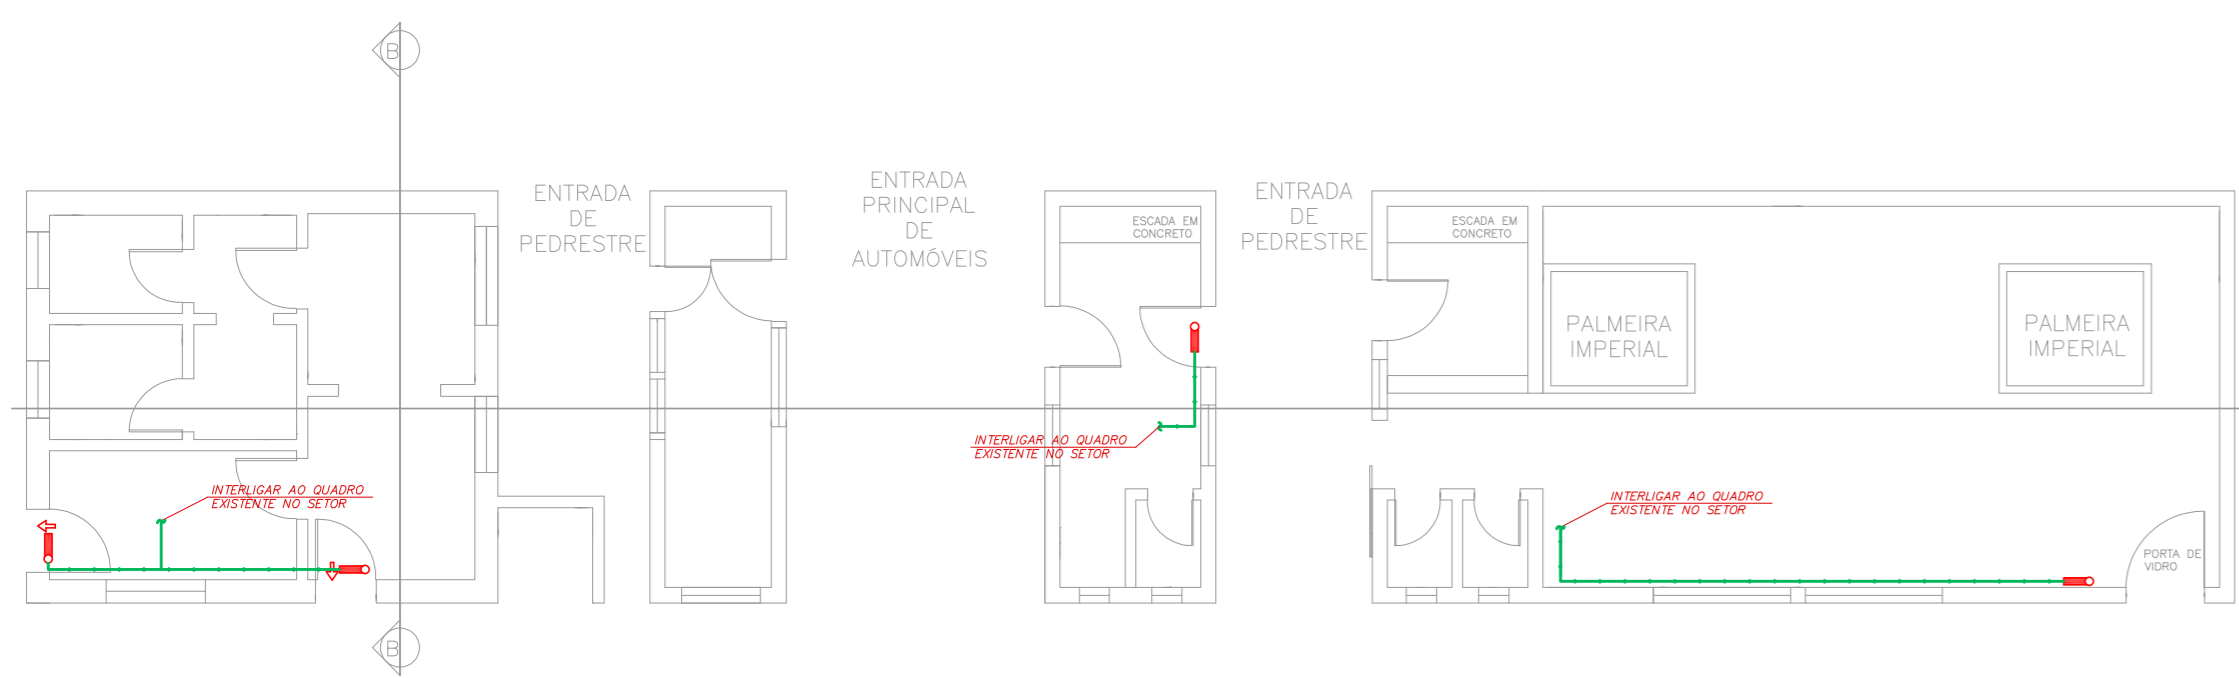 B
ENTRADA
DE
PEDRESTRE
ENTRADA
PRINCIPAL
DE
AUTOMÓVEIS
ESCADA EM
CONCRETO
ENTRADA
DE
PEDRESTRE
ESCADA EM
CONCRETO
PALMEIRA
IMPERIAL
PALMEIRA
IMPERIAL
INTERLIGAR AO QUADRO
EXISTENTE NO SETOR
INTERLIGAR AO QUADRO
EXISTENTE NO SETOR
INTERLIGAR AO QUADRO
EXISTENTE NO SETOR
PORTA DE
VIDRO
B